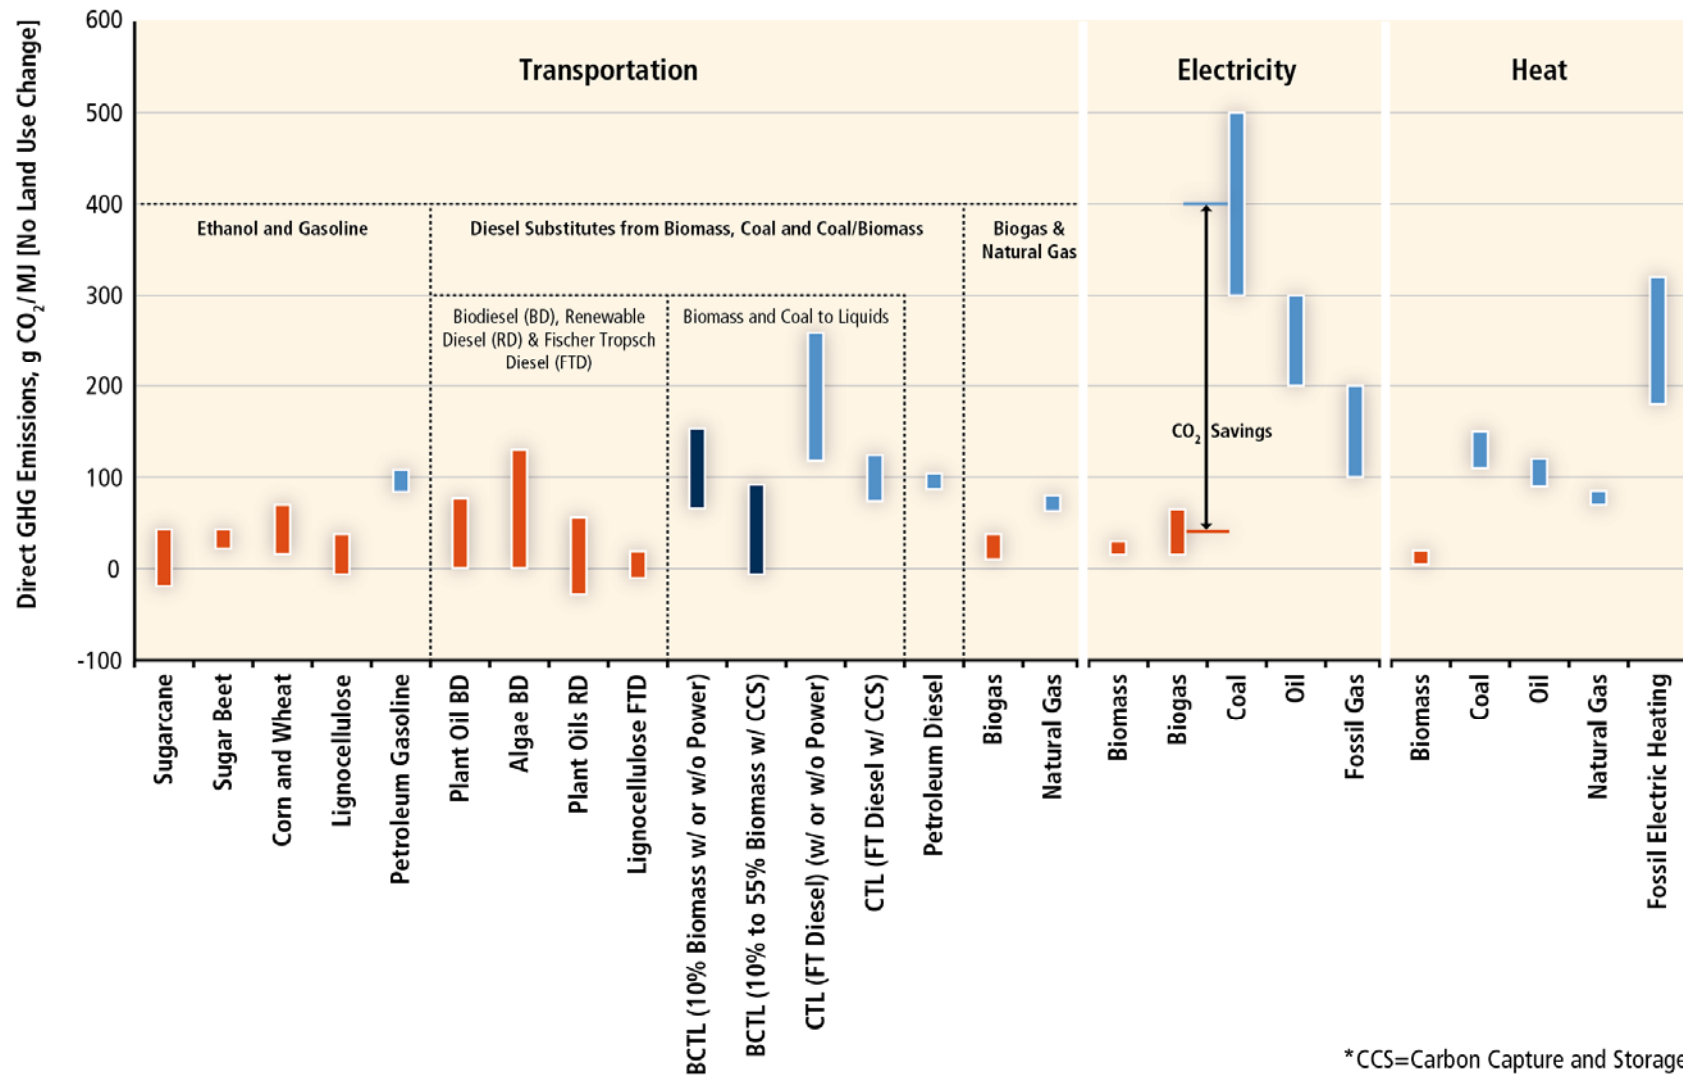 Direct GHG Emissions, g CO2/MJ [No Land Use Change]
600
500
400
300
200
100
0
-100
Transportation
Electricity
Heat
Ethanol and Gasoline
Diesel Substitutes from Biomass, Coal and Coal/Biomass
Biogas &
Natural Gas
Biodiesel (BD), Renewable
Diesel (RD) & Fischer Tropsch
Diesel (FTD)
Biomass and Coal to Liquids
CO2 Savings
Sugarcane
Sugar Beet
Corn and Wheat
Lignocellulose
Petroleum Gasoline
Plant Oil BD
Algae BD
Plant Oils RD
Lignocellulose FTD
BCTL (10% Biomass w/ or w/o Power)
BCTL (10% to 55% Biomass w/ CCS)
CTL (FT Diesel) (w/ or w/o Power)
CTL (FT Diesel w/ CCS)
Petroleum Diesel
Biogas
Natural Gas
Biomass
Biogas
Coal
Oil
Fossil Gas
Biomass
Coal
Oil
Natural Gas
Fossil Electric Heating
*CCS=Carbon Capture and Storage